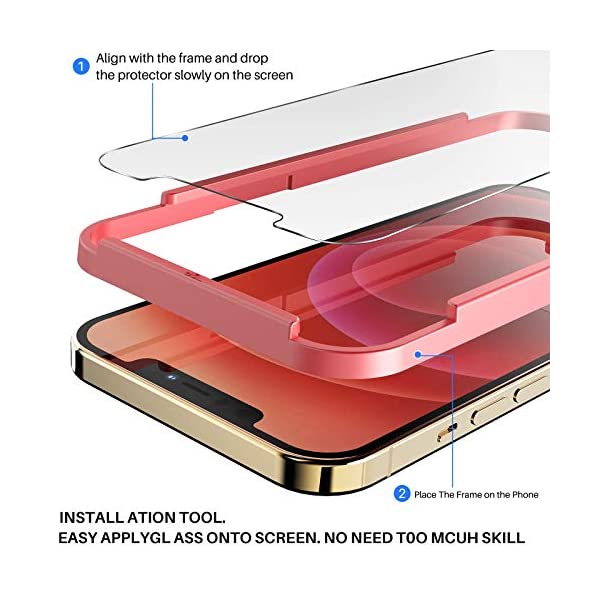 1 Align with the frame and drop
the protector slowly on the screen
2 Place The Frame on the Phone
INSTALL ATION TOOL.
EASY APPLYGL ASS ONTO SCREEN. NO NEED T0O MCUH SKILL